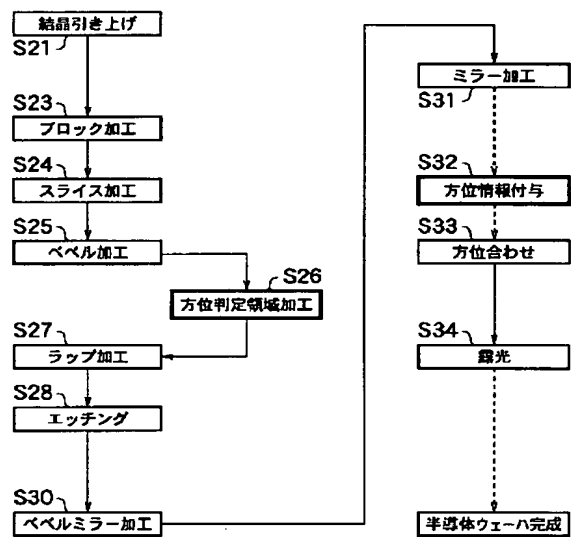 結晶引き上げ
S21
S23
ブロック加工
S24
スライス加工
S25
ベベル加工
S26
方位判定領域加工
S27
ラップ加工
S28
エッチング
S30
ベベルミラー加工
ミラー加工
S31
S32
方位情報付与
S33
方位合わせ
S34
露光
半導体ウェーハ完成